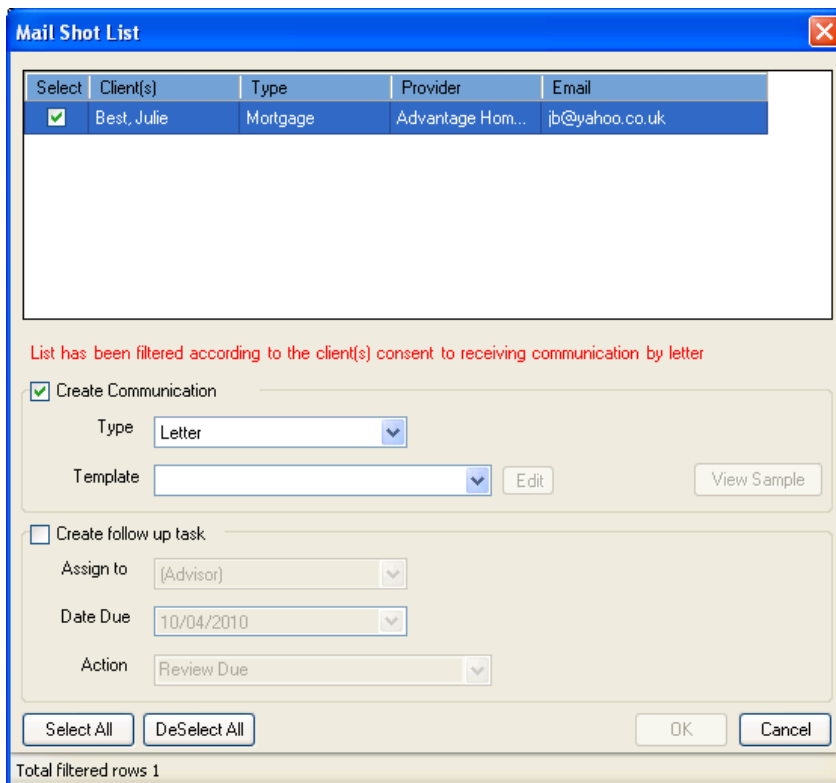 Mail Shot List
Select Client(s) Type Provider Email
Best, Julie Mortgage Advantage Hom... jb@yahoo.co.uk
List has been filtered according to the client(s) consent to receiving communication by letter
Create Communication
Type Letter
Template Edit View Sample
Create follow up task
Assign to (Advisor)
Date Due 10/04/2010
Action Review Due
Select All DeSelect All OK Cancel
Total filtered rows 1